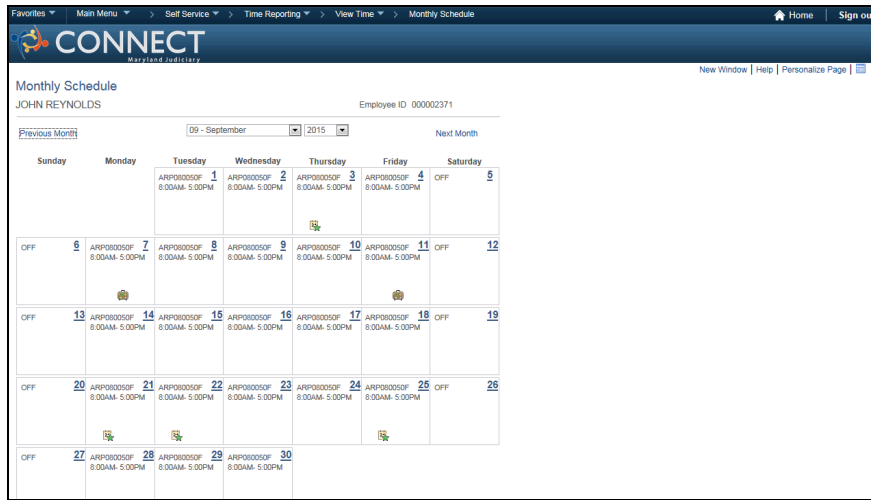 Favorites Main Menu > Self Service > Time Reporting > View Time > Monthly Schedule Home Sign ou
CONNECT
Maryland Judiciary
New Window | Help | Personalize Page |
Monthly Schedule
JOHN REYNOLDS Employee ID 000002371
Previous Month 09 - September 2015 Next Month
Sunday Monday Tuesday Wednesday Thursday Friday Saturday
ARP080050F 1 ARP080050F 2 ARP080050F 3 ARP080050F 4 OFF 5
8:00AM- 5:00PM 8:00AM- 5:00PM 8:00AM- 5:00PM 8:00AM- 5:00PM
OFF 6 ARP080050F 7 ARP080050F 8 ARP080050F 9 ARP080050F 10 ARP080050F 11 OFF 12
8:00AM- 5:00PM 8:00AM- 5:00PM 8:00AM- 5:00PM 8:00AM- 5:00PM 8:00AM- 5:00PM
OFF 13 ARP080050F 14 ARP080050F 15 ARP080050F 16 ARP080050F 17 ARP080050F 18 OFF 19
8:00AM- 5:00PM 8:00AM- 5:00PM 8:00AM- 5:00PM 8:00AM- 5:00PM 8:00AM- 5:00PM
OFF 20 ARP080050F 21 ARP080050F 22 ARP080050F 23 ARP080050F 24 ARP080050F 25 OFF 26
8:00AM- 5:00PM 8:00AM- 5:00PM 8:00AM- 5:00PM 8:00AM- 5:00PM 8:00AM- 5:00PM
OFF 27 ARP080050F 28 ARP080050F 29 ARP080050F 30
8:00AM- 5:00PM 8:00AM- 5:00PM 8:00AM- 5:00PM